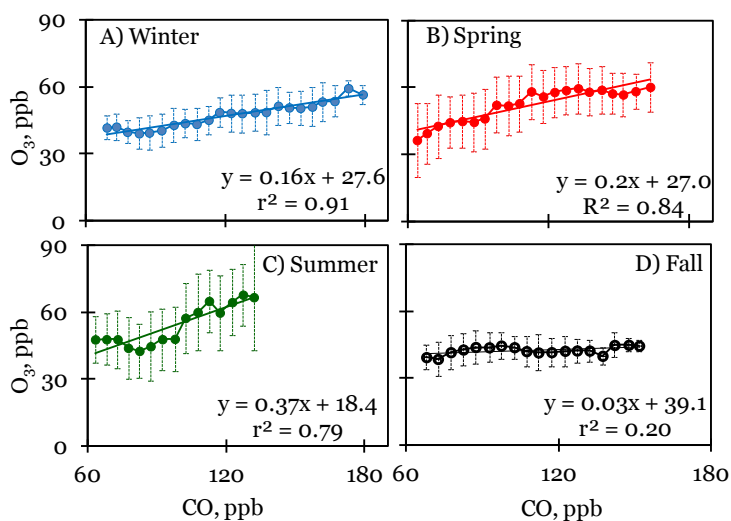 A) Winter
B) Spring
90
60
30
0
O₃, ppb
y = 0.16x + 27.6
r² = 0.91
y = 0.2x + 27.0
R² = 0.84
C) Summer
D) Fall
90
60
30
0
O₃, ppb
y = 0.37x + 18.4
r² = 0.79
y = 0.03x + 39.1
r² = 0.20
60 120 180
60 120 180
CO, ppb
CO, ppb